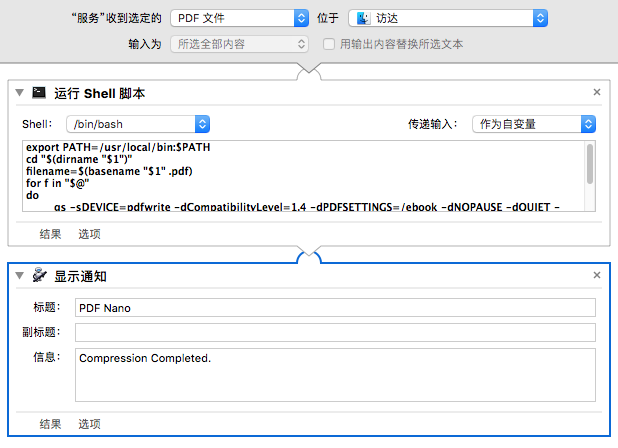 “服务”收到选定的 PDF 文件 位于 访达
输入为 所选全部内容 用输出内容替换所选文本
运行 Shell 脚本
Shell: /bin/bash 传递输入: 作为自变量
export PATH=/usr/local/bin:$PATH
cd "$(dirname "$1")"
filename=$(basename "$1" .pdf)
for f in "$@"
do
gs -sDEVICE=pdfwrite -dCompatibilityLevel=1.4 -dPDFSETTINGS=/ebook -dNOPAUSE -dQUIET -
结果 选项
显示通知
标题: PDF Nano
副标题:
信息: Compression Completed.
结果 选项